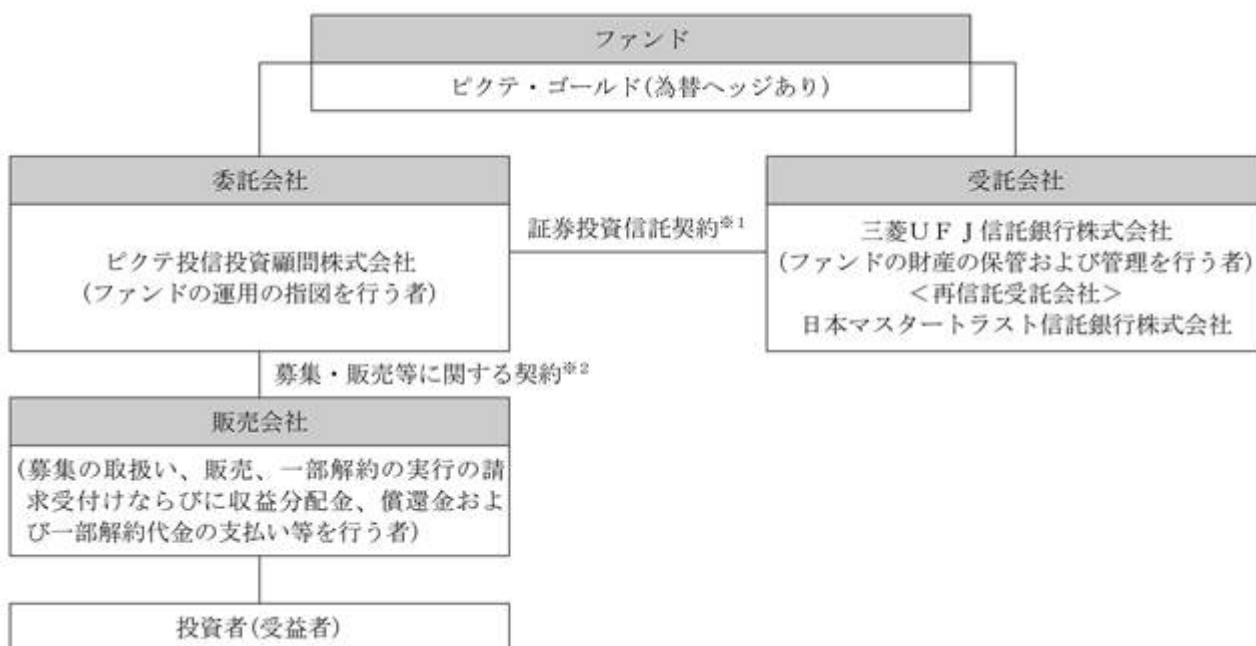 ファンド
ピクテ・ゴールド(為替ヘッジあり)
委託会社
ピクテ投信投資顧問株式会社
(ファンドの運用の指図を行う者)
証券投資信託契約※1
受託会社
三菱UFJ信託銀行株式会社
(ファンドの財産の保管および管理を行う者)
<再信託受託会社>
日本マスタートラスト信託銀行株式会社
募集・販売等に関する契約※2
販売会社
(募集の取扱い、販売、一部解約の実行の請
求受付けならびに収益分配金、償還金およ
び一部解約代金の支払い等を行う者)
投資者(受益者)